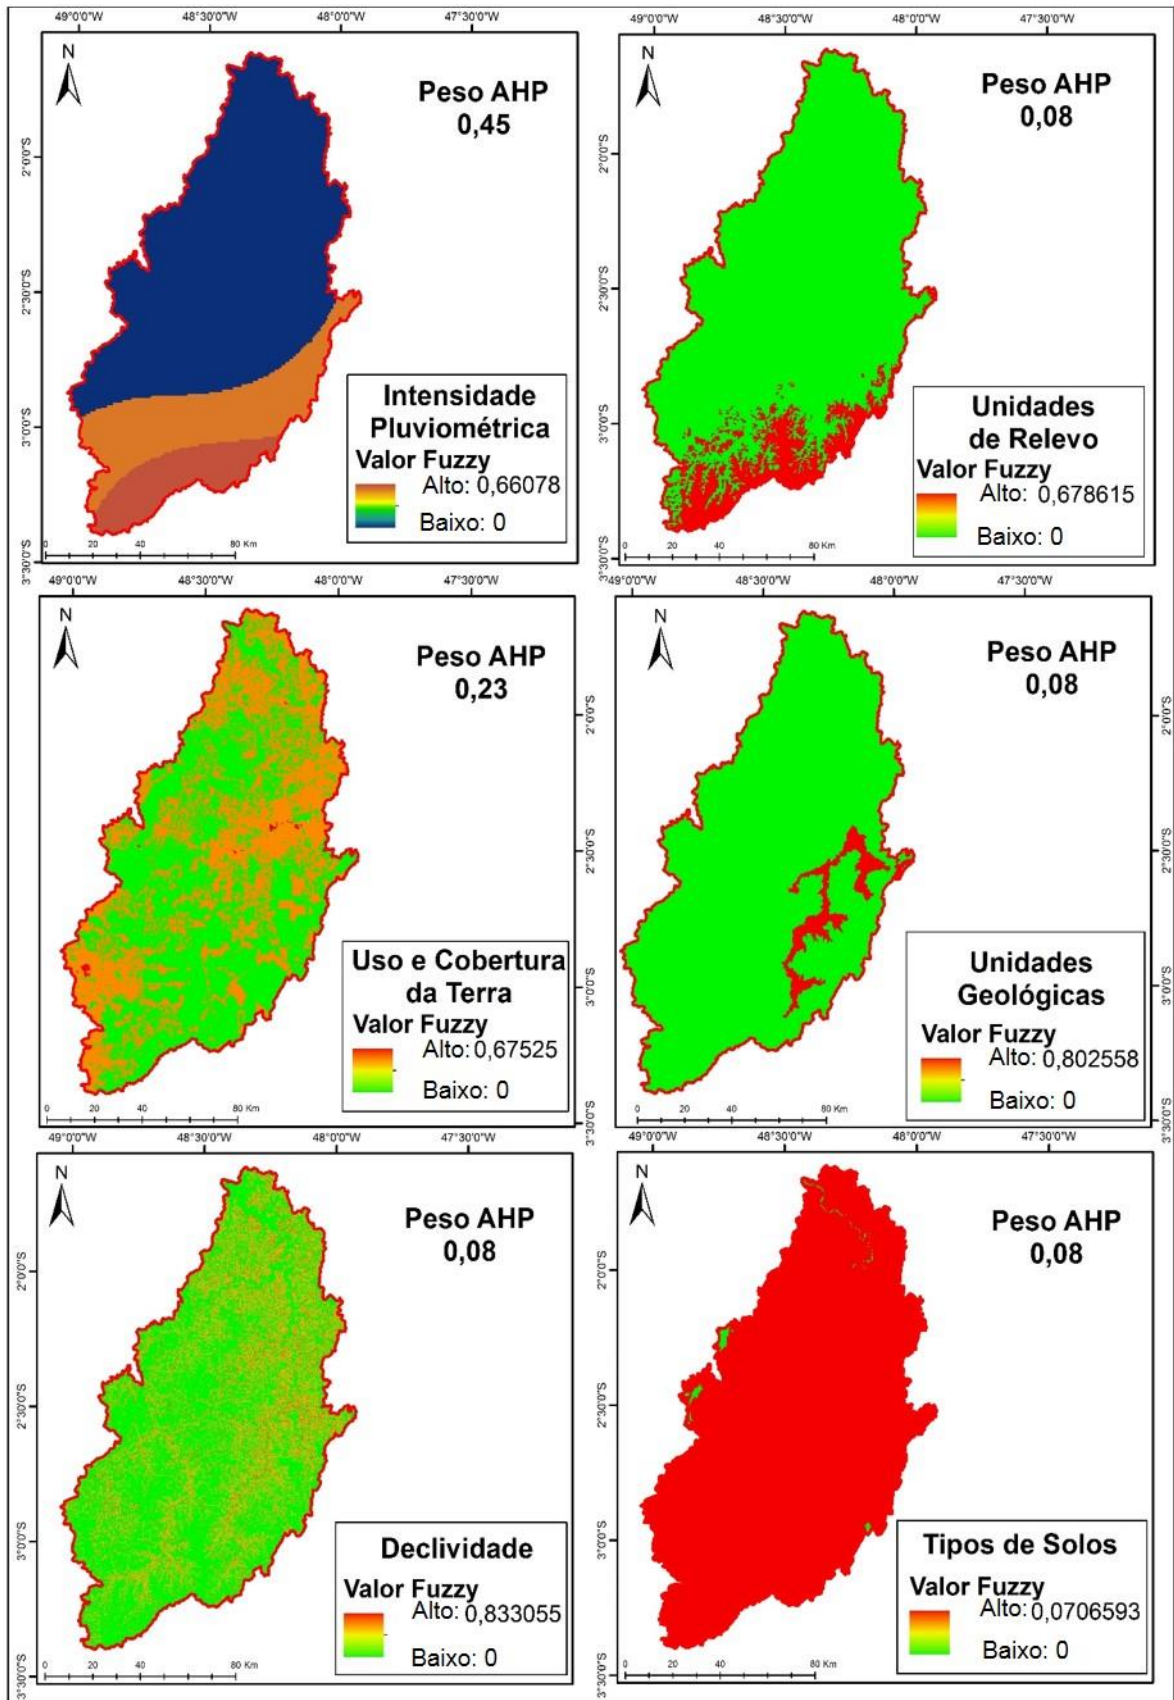 49°0'0"W 48°30'0"W 48°0'0"W 47°30'0"W
N
Peso AHP
0,45
2°0'0"S
2°30'0"S
3°0'0"S
3°30'0"S
Intensidade
Pluviométrica
Valor Fuzzy
Alto: 0,66078
Baixo: 0
0 20 40 80 Km
49°0'0"W 48°30'0"W 48°0'0"W 47°30'0"W
N
Peso AHP
0,08
2°0'0"S
2°30'0"S
3°0'0"S
3°30'0"S
Unidades
de Relevo
Valor Fuzzy
Alto: 0,678615
Baixo: 0
0 20 40 80 Km
49°0'0"W 48°30'0"W 48°0'0"W 47°30'0"W
N
Peso AHP
0,23
2°0'0"S
2°30'0"S
3°0'0"S
3°30'0"S
Uso e Cobertura
da Terra
Valor Fuzzy
Alto: 0,67525
Baixo: 0
0 20 40 80 Km
49°0'0"W 48°30'0"W 48°0'0"W 47°30'0"W
N
Peso AHP
0,08
2°0'0"S
2°30'0"S
3°0'0"S
3°30'0"S
Unidades
Geológicas
Valor Fuzzy
Alto: 0,802558
Baixo: 0
0 20 40 80 Km
49°0'0"W 48°30'0"W 48°0'0"W 47°30'0"W
N
Peso AHP
0,08
2°0'0"S
2°30'0"S
3°0'0"S
3°30'0"S
Declividade
Valor Fuzzy
Alto: 0,833055
Baixo: 0
0 20 40 80 Km
49°0'0"W 48°30'0"W 48°0'0"W 47°30'0"W
N
Peso AHP
0,08
2°0'0"S
2°30'0"S
3°0'0"S
3°30'0"S
Tipos de Solos
Valor Fuzzy
Alto: 0,0706593
Baixo: 0
0 20 40 80 Km